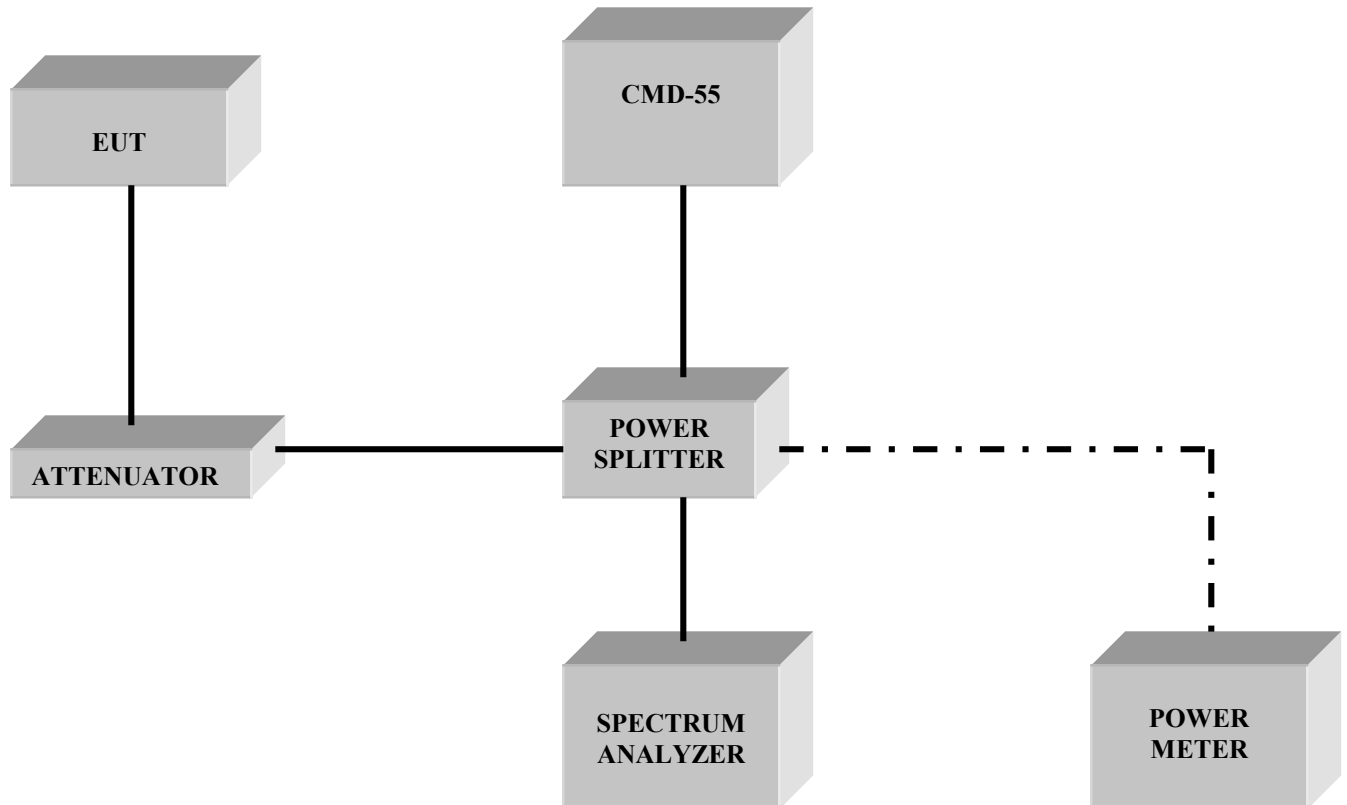 CMD-55
EUT
POWER
SPLITTER
ATTENUATOR
SPECTRUM
ANALYZER
POWER
METER